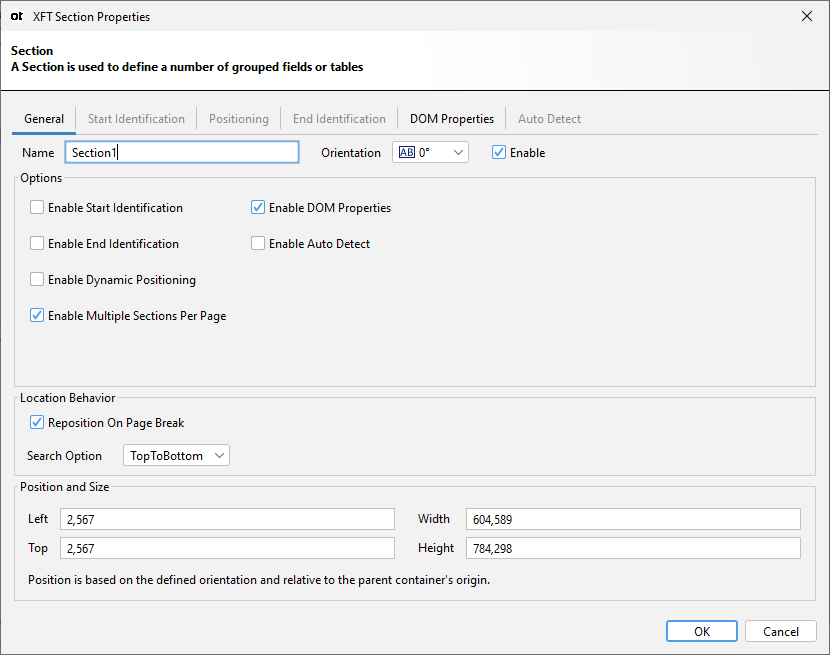 ot XFT Section Properties
Section
A Section is used to define a number of grouped fields or tables
General Start Identification Positioning End Identification DOM Properties Auto Detect
Name Section1 Orientation AB 0° Enable
Options
Enable Start Identification Enable DOM Properties
Enable End Identification Enable Auto Detect
Enable Dynamic Positioning
Enable Multiple Sections Per Page
Location Behavior
Reposition On Page Break
Search Option TopToBottom
Position and Size
Left 2,567 Width 604,589
Top 2,567 Height 784,298
Position is based on the defined orientation and relative to the parent container's origin.
OK Cancel